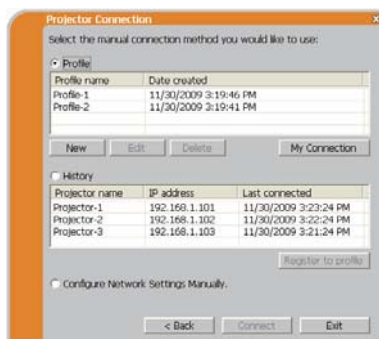 Projector Connection X
Select the manual connection method you would like to use:
Profile
Profile name Date created
Profile-1 11/30/2009 3:19:46 PM
Profile-2 11/30/2009 3:19:41 PM
New Edit Delete My Connection
History
Projector name IP address Last connected
Projector-1 192.168.1.101 11/30/2009 3:23:24 PM
Projector-2 192.168.1.102 11/30/2009 3:22:24 PM
Projector-3 192.168.1.103 11/30/2009 3:21:24 PM
Register to profile
Configure Network Settings Manually.
< Back Connect Exit